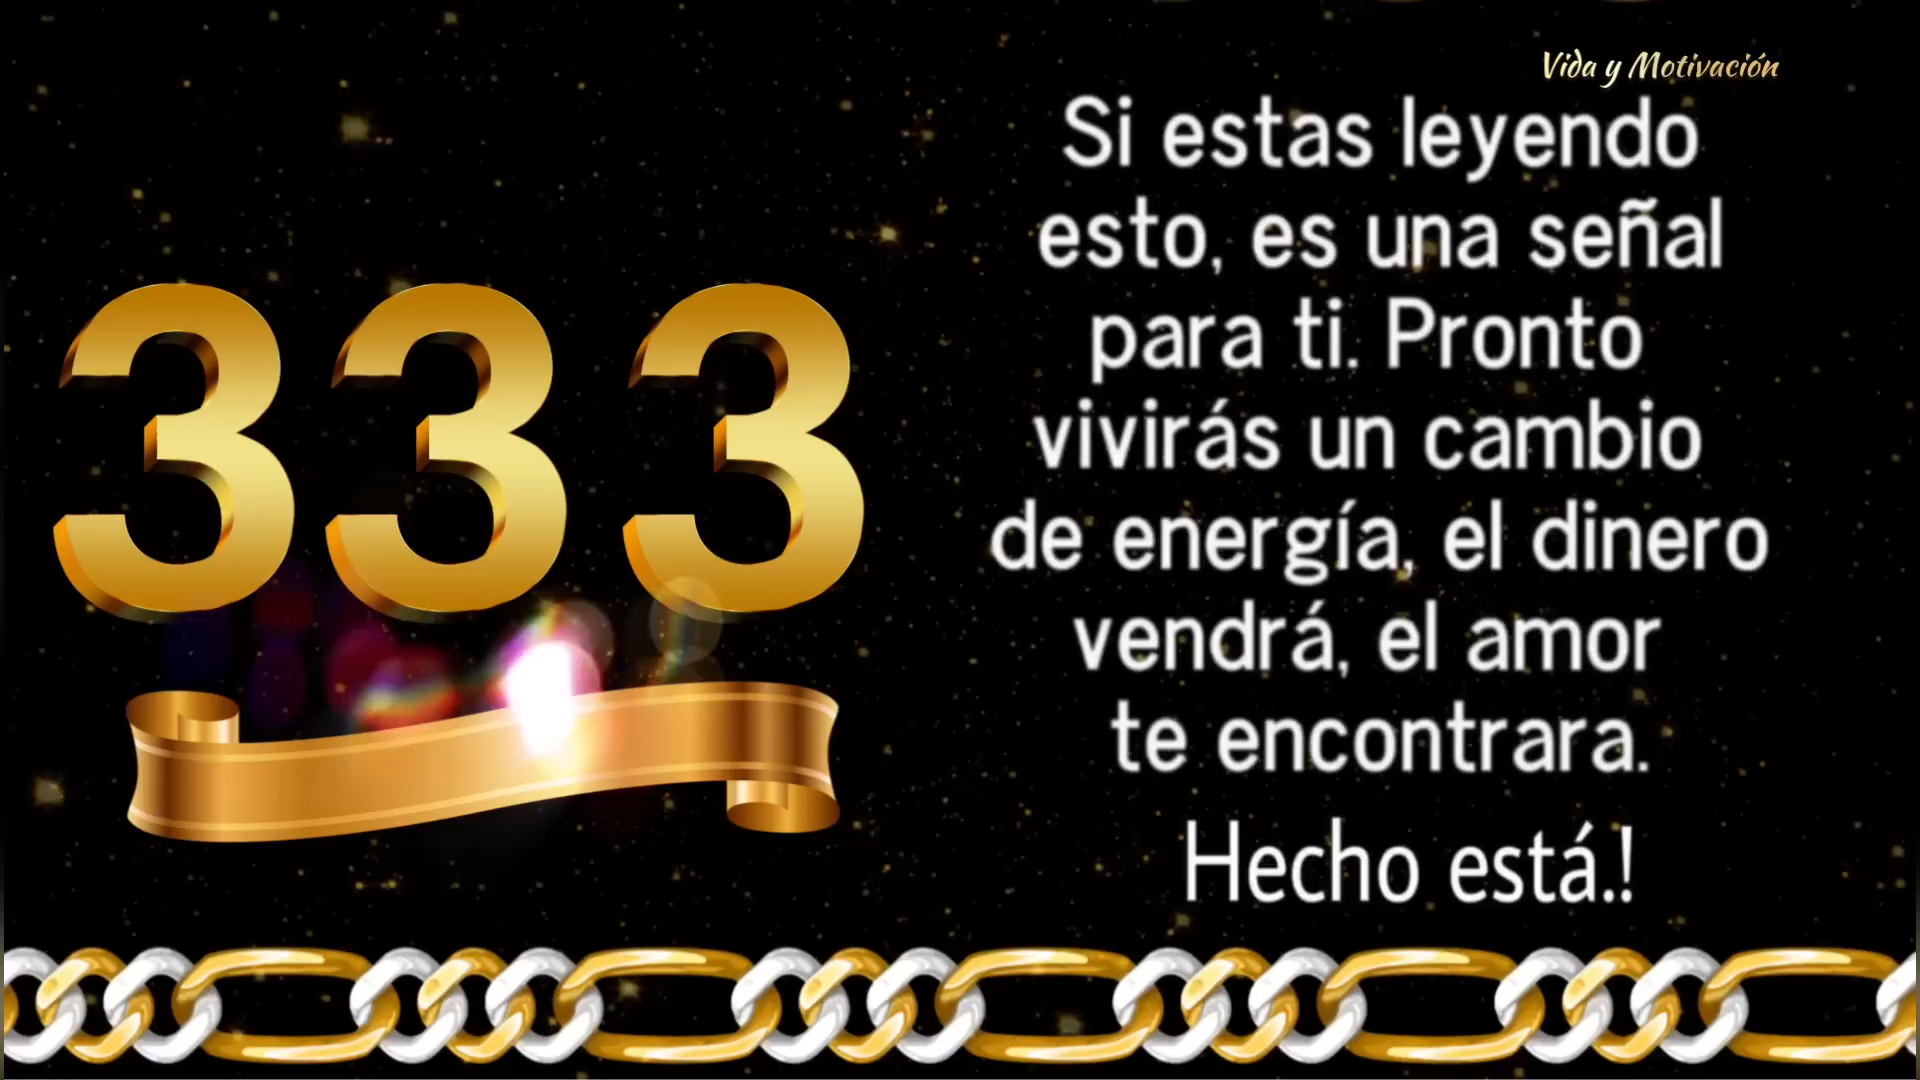 Vida y Motivación
333
Si estas leyendo
esto, es una señal
para ti. Pronto
vivirás un cambio
de energía, el dinero
vendrá, el amor
te encontrara.
Hecho está.!